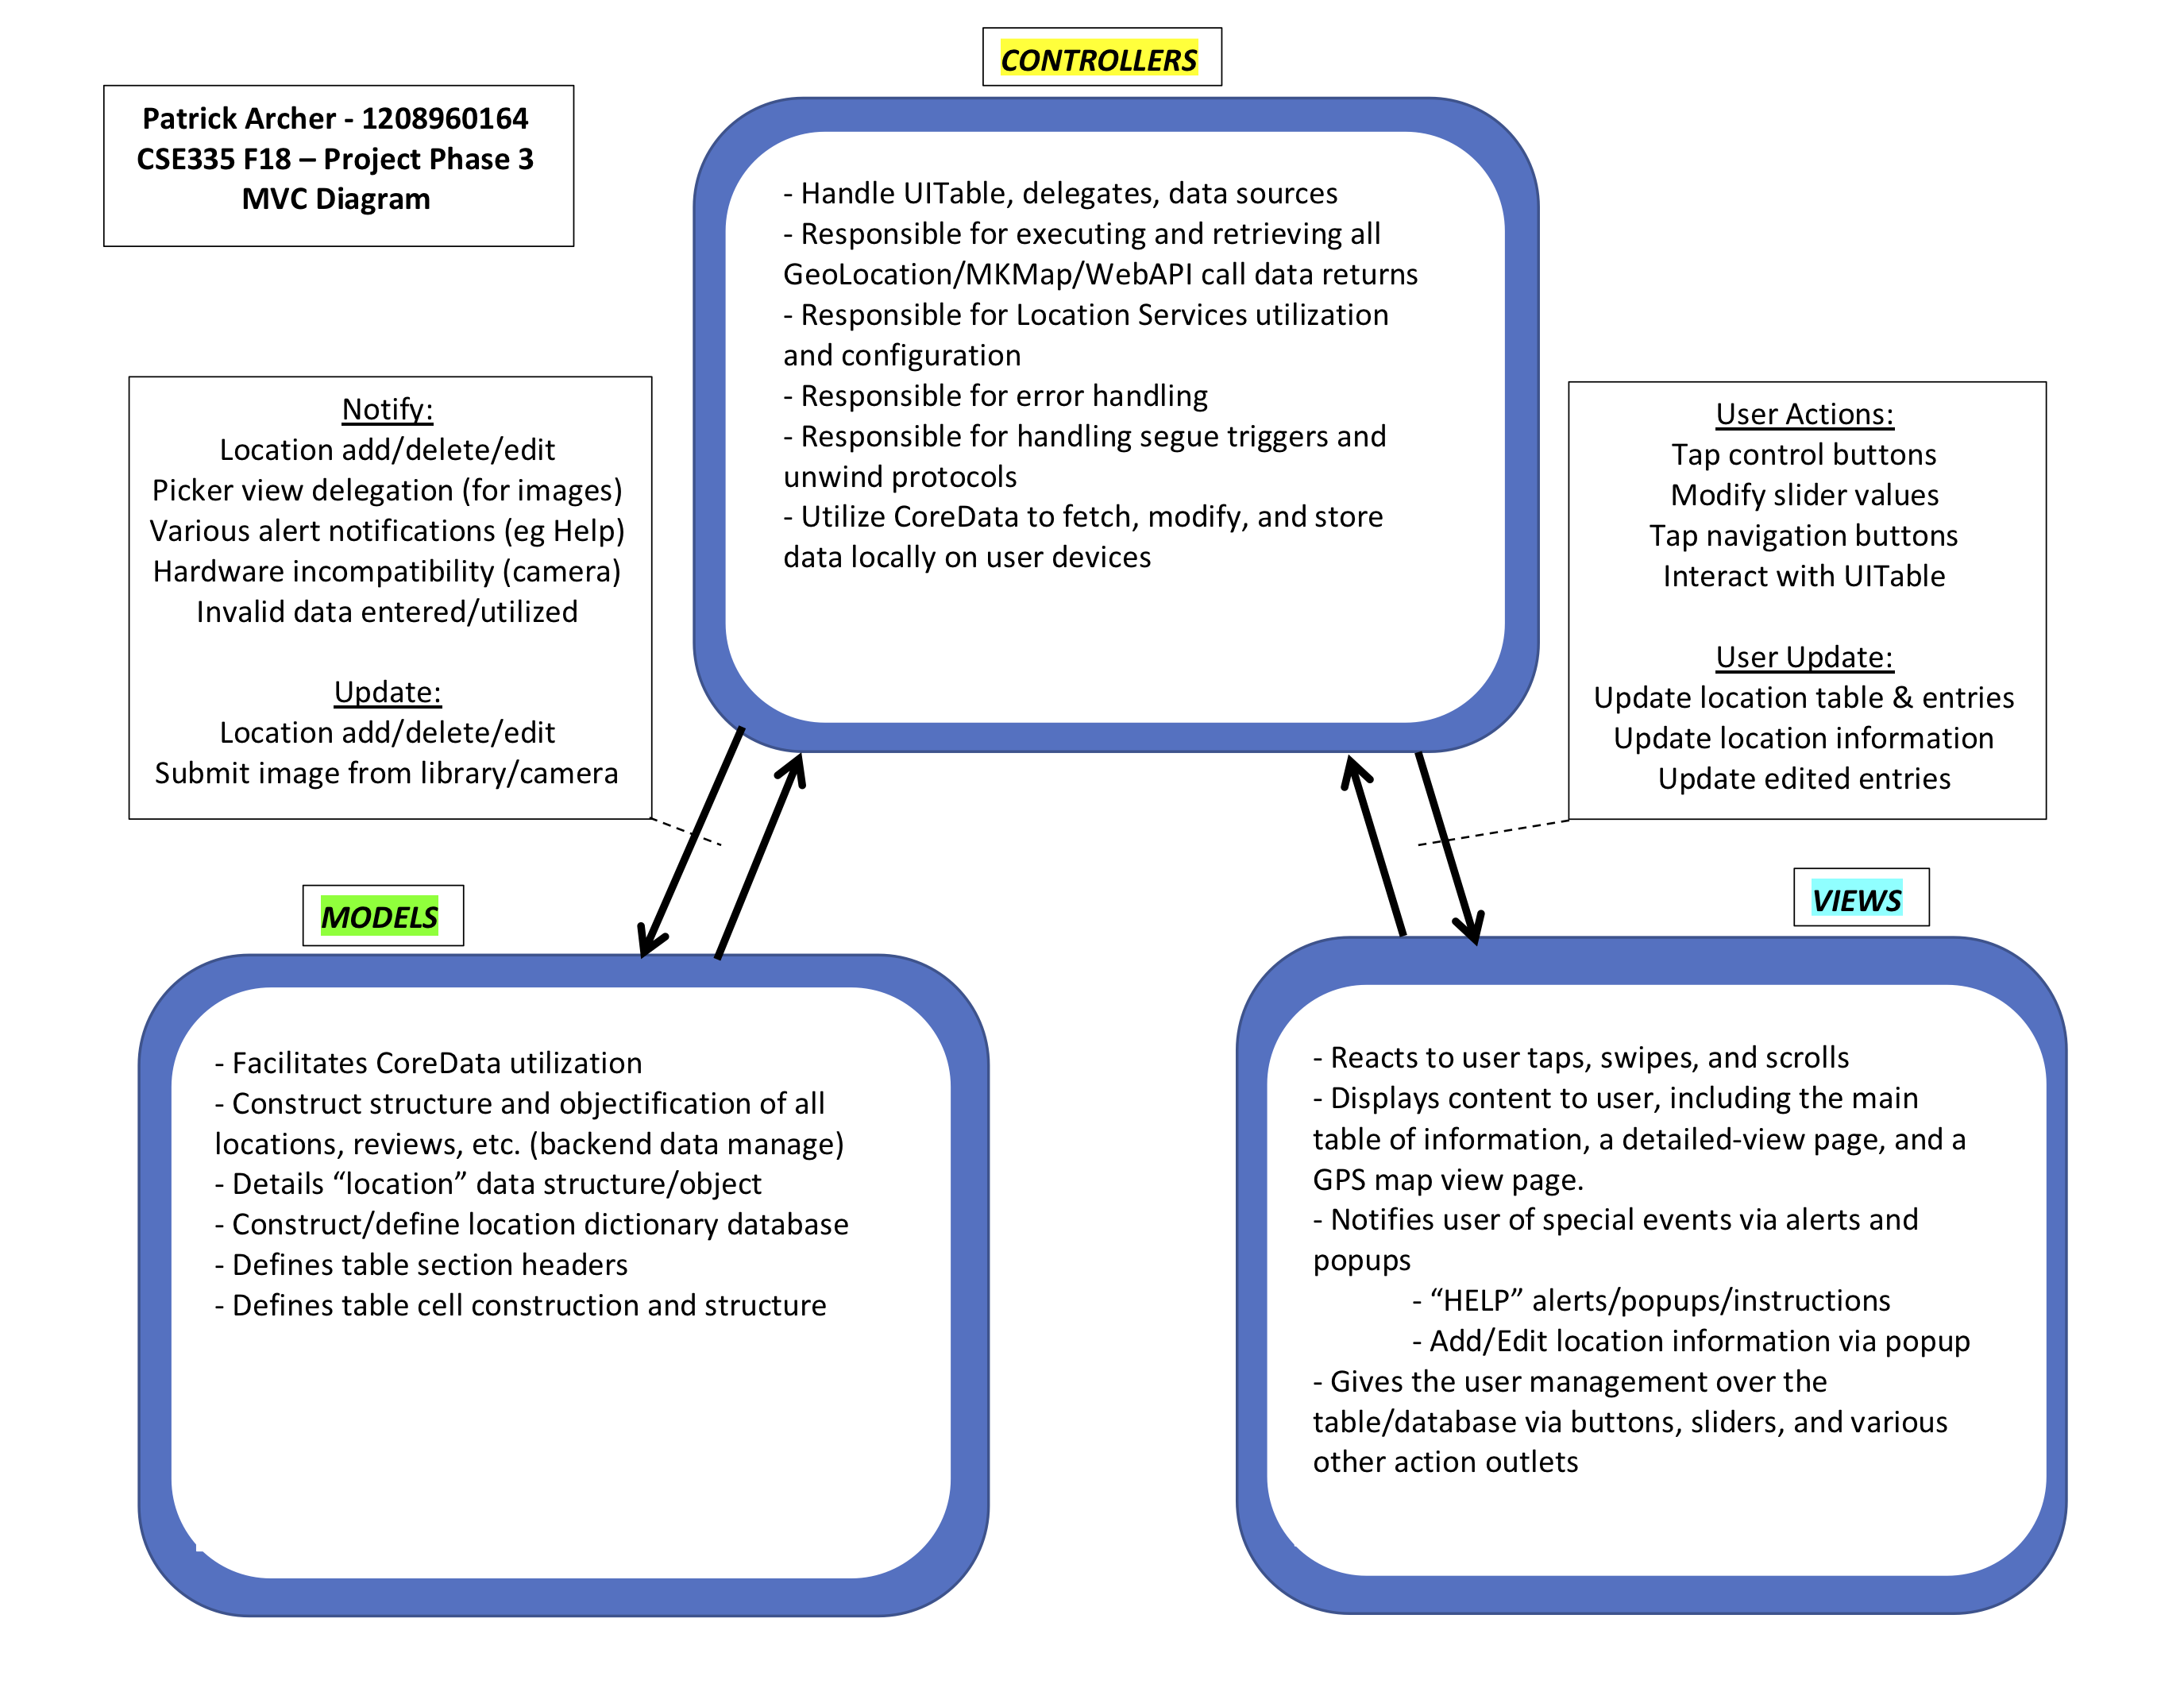 CONTROLLERS
Patrick Archer - 1208960164
CSE335 F18 – Project Phase 3
MVC Diagram
- Handle UITable, delegates, data sources
- Responsible for executing and retrieving all
GeoLocation/MKMap/WebAPI call data returns
- Responsible for Location Services utilization
and configuration
- Responsible for error handling
- Responsible for handling segue triggers and
unwind protocols
- Utilize CoreData to fetch, modify, and store
data locally on user devices
Notify:
Location add/delete/edit
Picker view delegation (for images)
Various alert notifications (eg Help)
Hardware incompatibility (camera)
Invalid data entered/utilized
Update:
Location add/delete/edit
Submit image from library/camera
User Actions:
Tap control buttons
Modify slider values
Tap navigation buttons
Interact with UITable
User Update:
Update location table & entries
Update location information
Update edited entries
MODELS
- Facilitates CoreData utilization
- Construct structure and objectification of all
locations, reviews, etc. (backend data manage)
- Details “location” data structure/object
- Construct/define location dictionary database
- Defines table section headers
- Defines table cell construction and structure
VIEWS
- Reacts to user taps, swipes, and scrolls
- Displays content to user, including the main
table of information, a detailed-view page, and a
GPS map view page.
- Notifies user of special events via alerts and
popups
- “HELP” alerts/popups/instructions
- Add/Edit location information via popup
- Gives the user management over the
table/database via buttons, sliders, and various
other action outlets